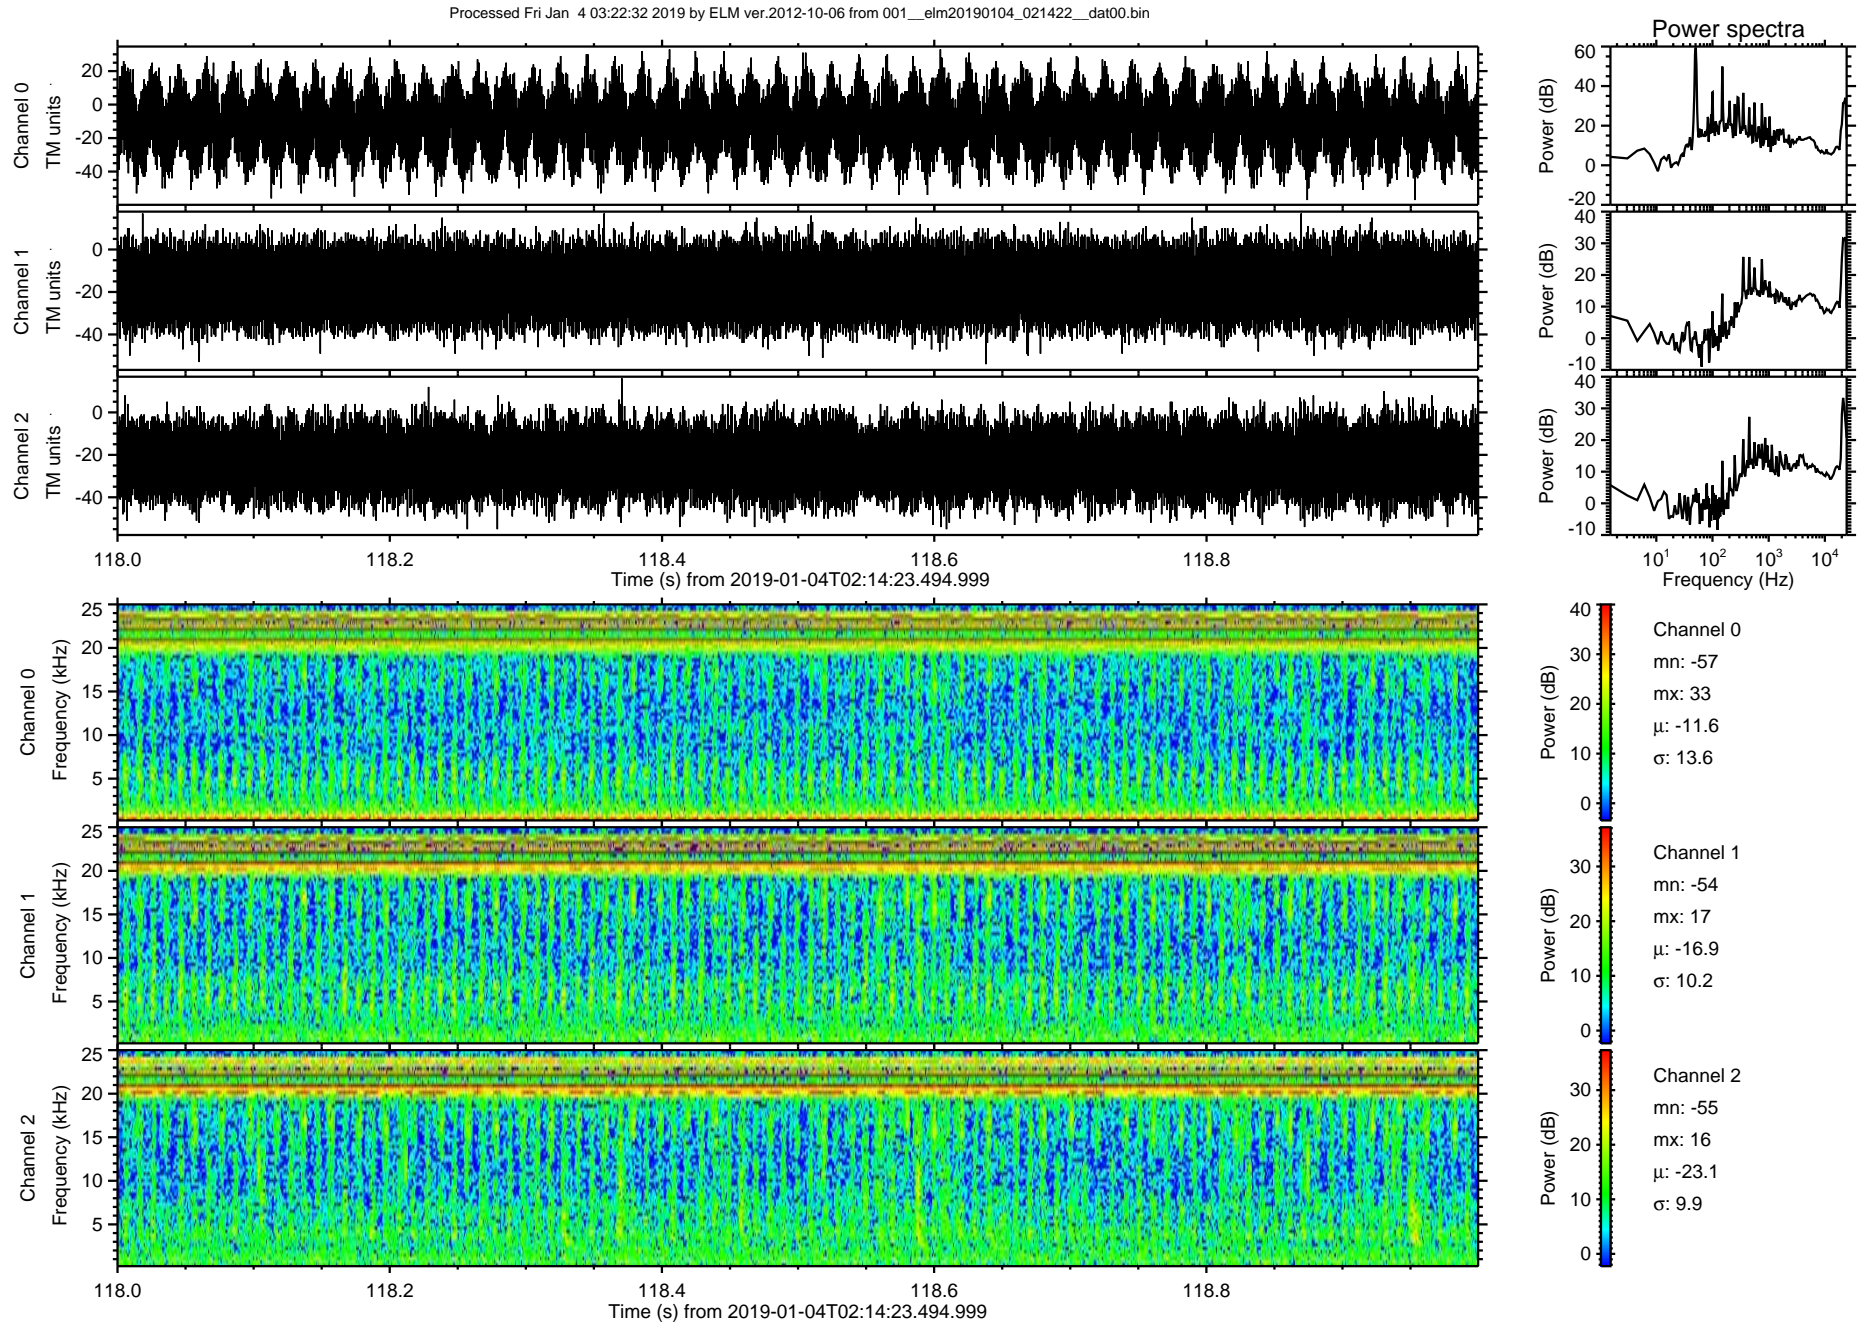 Processed Fri Jan  4 03:22:32 2019 by ELM ver.2012-10-06 from 001__elm20190104_021422__dat00.bin
Power spectra
Channel 0
TM units
20
0
-20
-40
Power (dB)
60
40
20
0
-20
Channel 1
TM units
0
-20
-40
Power (dB)
40
30
20
10
0
-10
Channel 2
TM units
0
-20
-40
Power (dB)
40
30
20
10
0
-10
118.0 118.2 118.4 118.6 118.8
Time (s) from 2019-01-04T02:14:23.494.999
10^1 10^2 10^3 10^4
Frequency (Hz)
Channel 0
Frequency (kHz)
25
20
15
10
5
Power (dB)
40
30
20
10
0
Channel 0
mn: -57
mx: 33
μ: -11.6
σ: 13.6
Channel 1
Frequency (kHz)
25
20
15
10
5
Power (dB)
30
20
10
0
Channel 1
mn: -54
mx: 17
μ: -16.9
σ: 10.2
Channel 2
Frequency (kHz)
25
20
15
10
5
Power (dB)
30
20
10
0
Channel 2
mn: -55
mx: 16
μ: -23.1
σ: 9.9
118.0 118.2 118.4 118.6 118.8
Time (s) from 2019-01-04T02:14:23.494.999